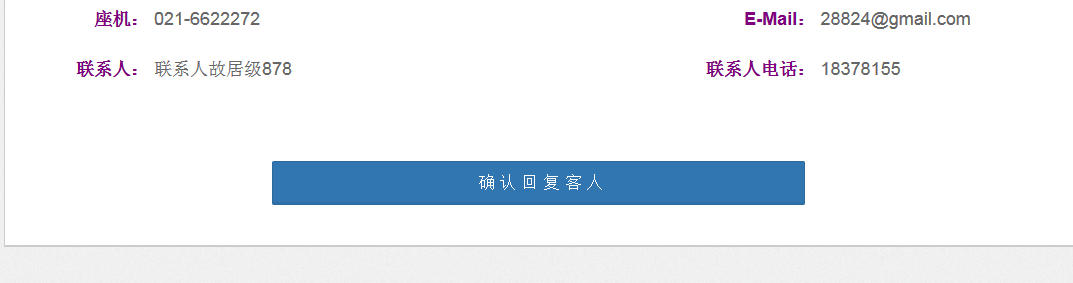 座机： 021-6622272 E-Mail： 28824@gmail.com
联系人： 联系人故居级878 联系人电话： 18378155
确认回复客人